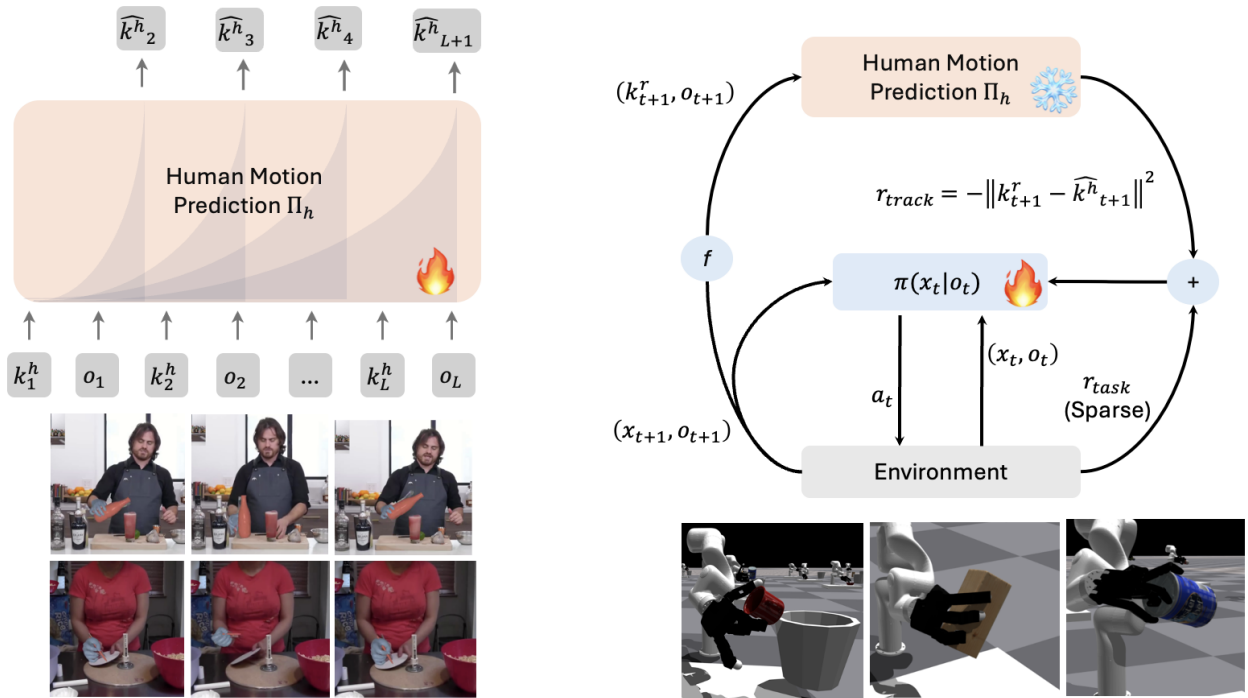 $\widehat{k^h}_2$ $\widehat{k^h}_3$ $\widehat{k^h}_4$ $\widehat{k^h}_{L+1}$
Human Motion
Prediction $\Pi_h$
$k_1^h$ $o_1$ $k_2^h$ $o_2$ ... $k_L^h$ $o_L$
Human Motion
Prediction $\Pi_h$
$(k_{t+1}^r, o_{t+1})$
$r_{track} = -\left\|k_{t+1}^r - \widehat{k^h}_{t+1}\right\|^2$
f
$\pi(x_t|o_t)$
+
$(x_t, o_t)$
$a_t$
$r_{task}$
(Sparse)
$(x_{t+1}, o_{t+1})$
Environment